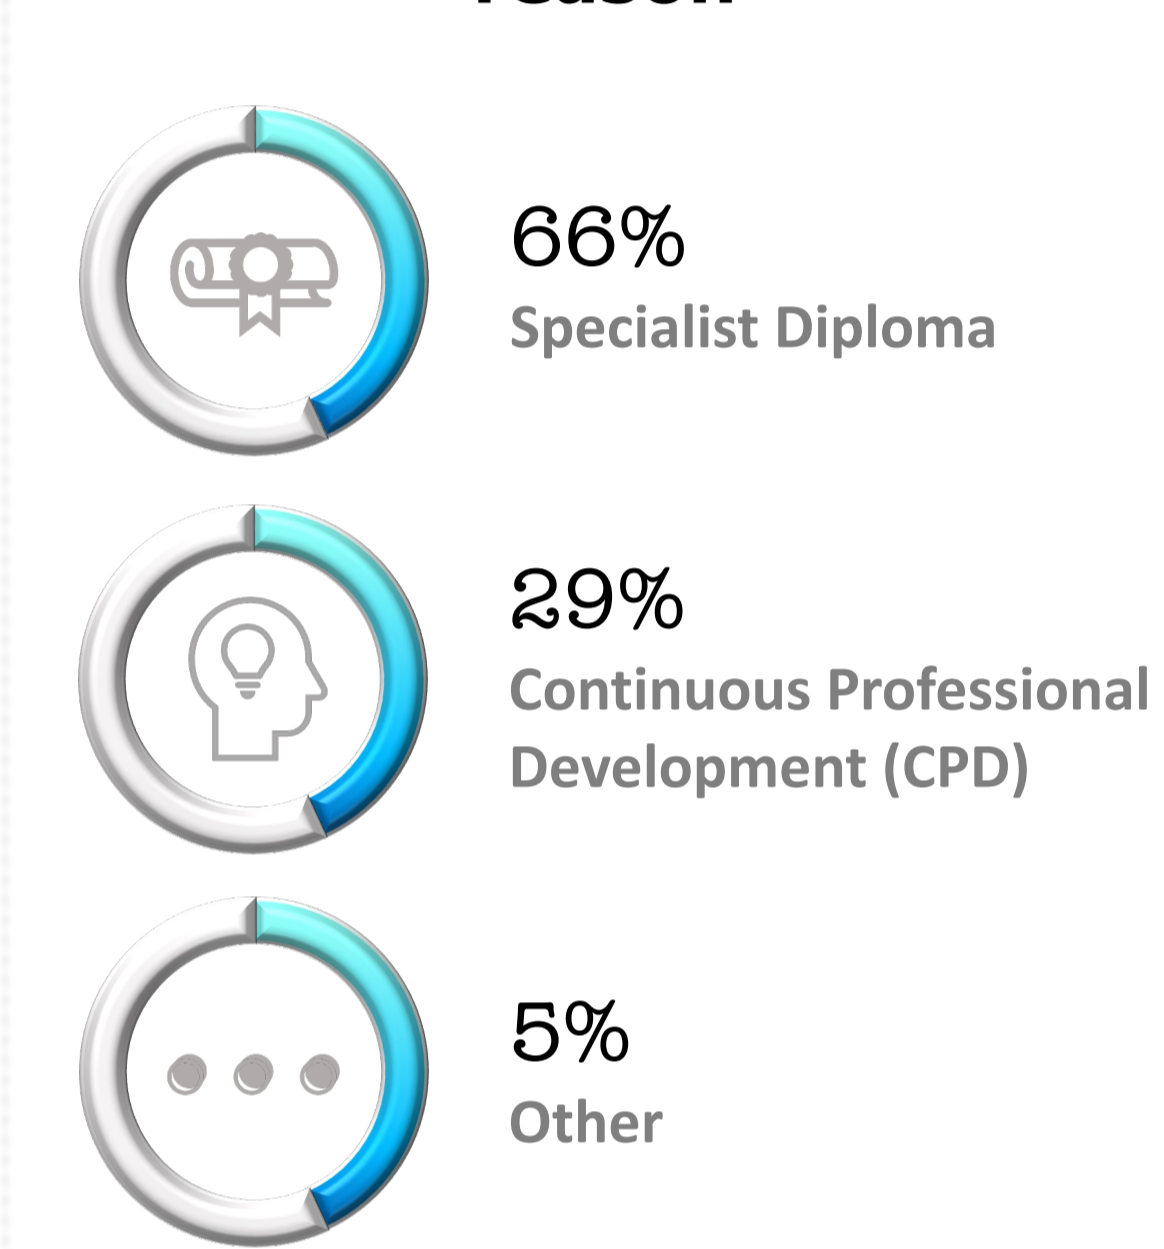 66%
Specialist Diploma
29%
Continuous Professional
Development (CPD)
5%
Other